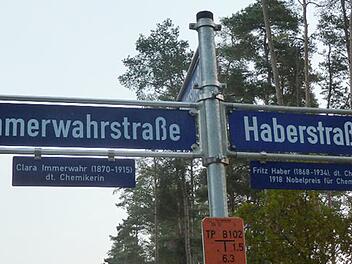 mmerwahrstraße
Haberstraß
Clara Immerwahr (1870-1915)
dt. Chemikerin
Fritz Haber (1868-1934), dt. Ch
1918 Nobelpreis für Chem
TP B102
1.5
6.3